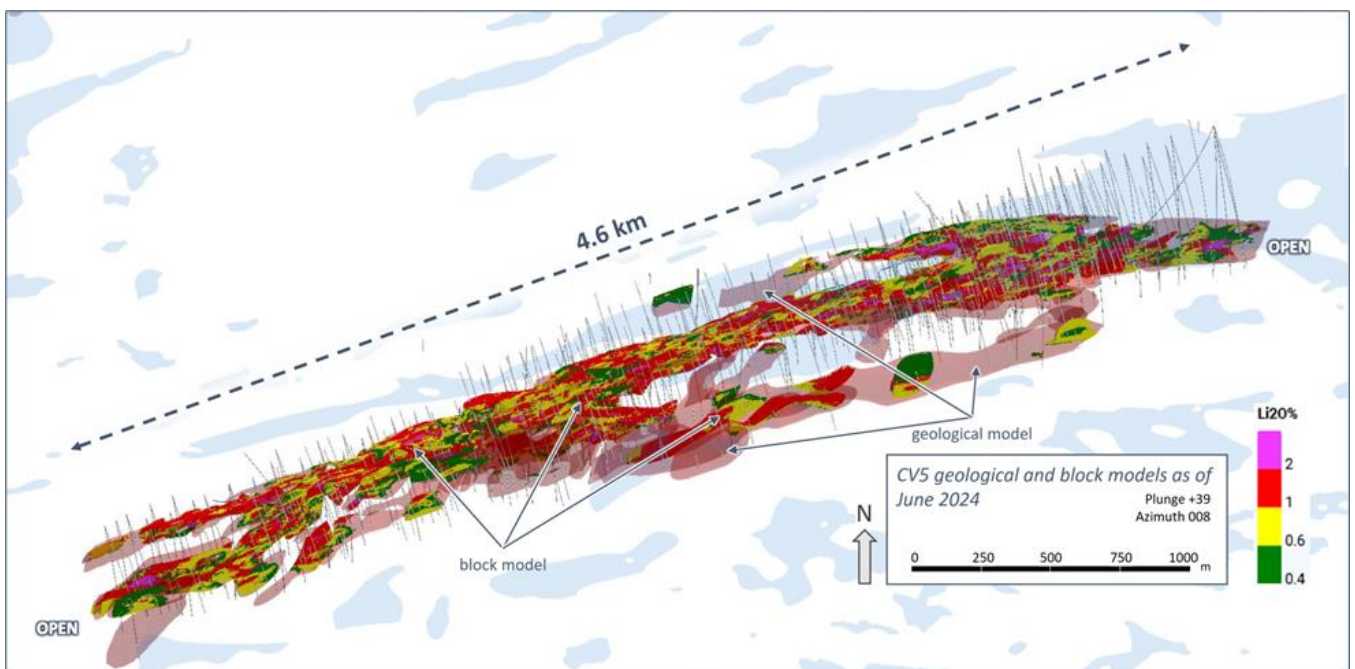 4.6 km
OPEN
geological model
block model
OPEN
Li20%
2
1
0.6
0.4
CV5 geological and block models as of
June 2024
Plunge +39
Azimuth 008
N
0 250 500 750 1000
m